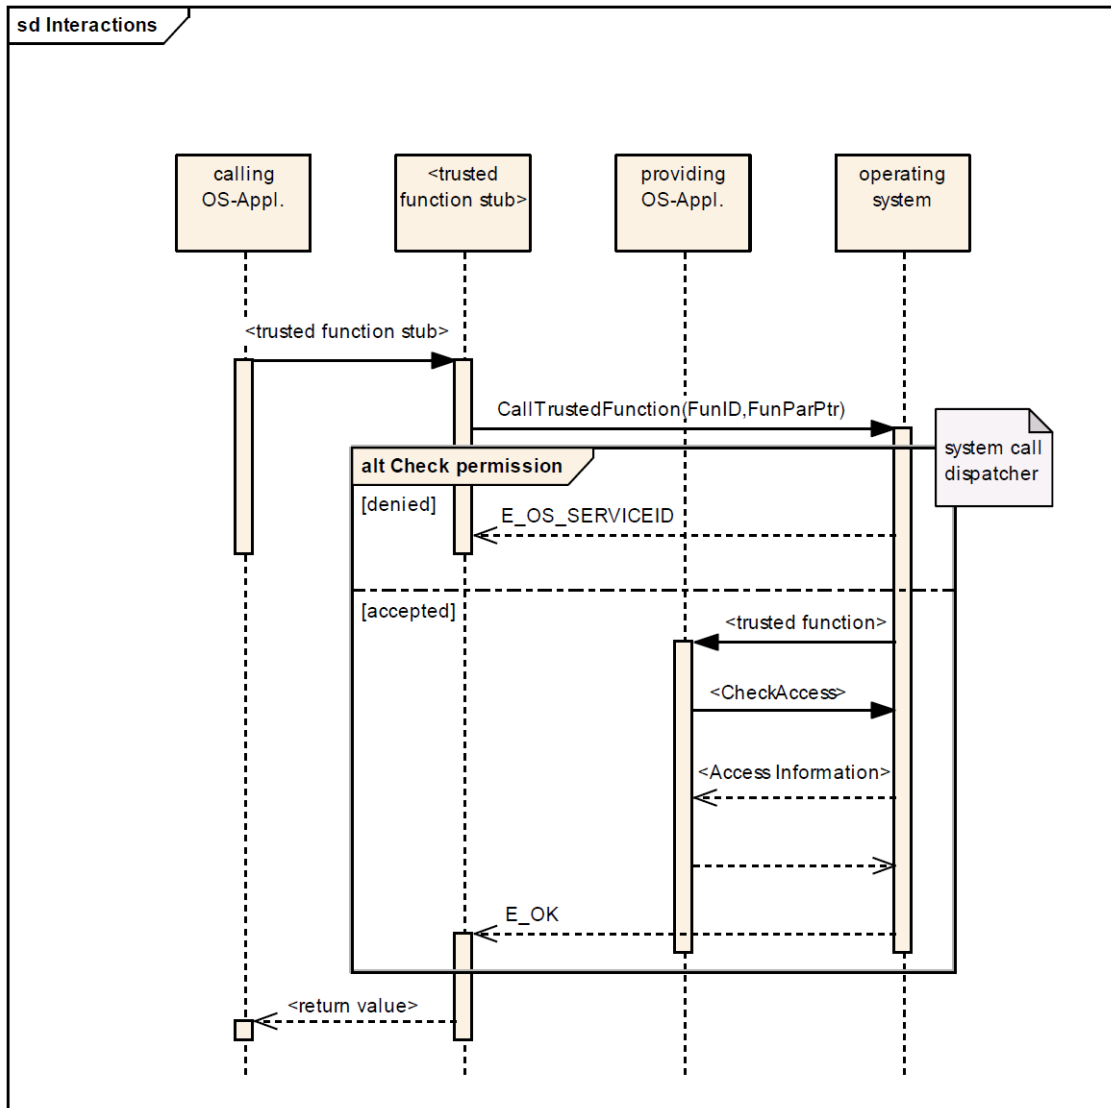 sd Interactions
calling
OS-Appl.
<trusted
function stub>
providing
OS-Appl.
operating
system
<trusted function stub>
CallTrustedFunction(FunID,FunParPtr)
system call
dispatcher
alt Check permission
[denied]
E_OS_SERVICEID
[accepted]
<trusted function>
<CheckAccess>
<Access Information>
E_OK
<return value>